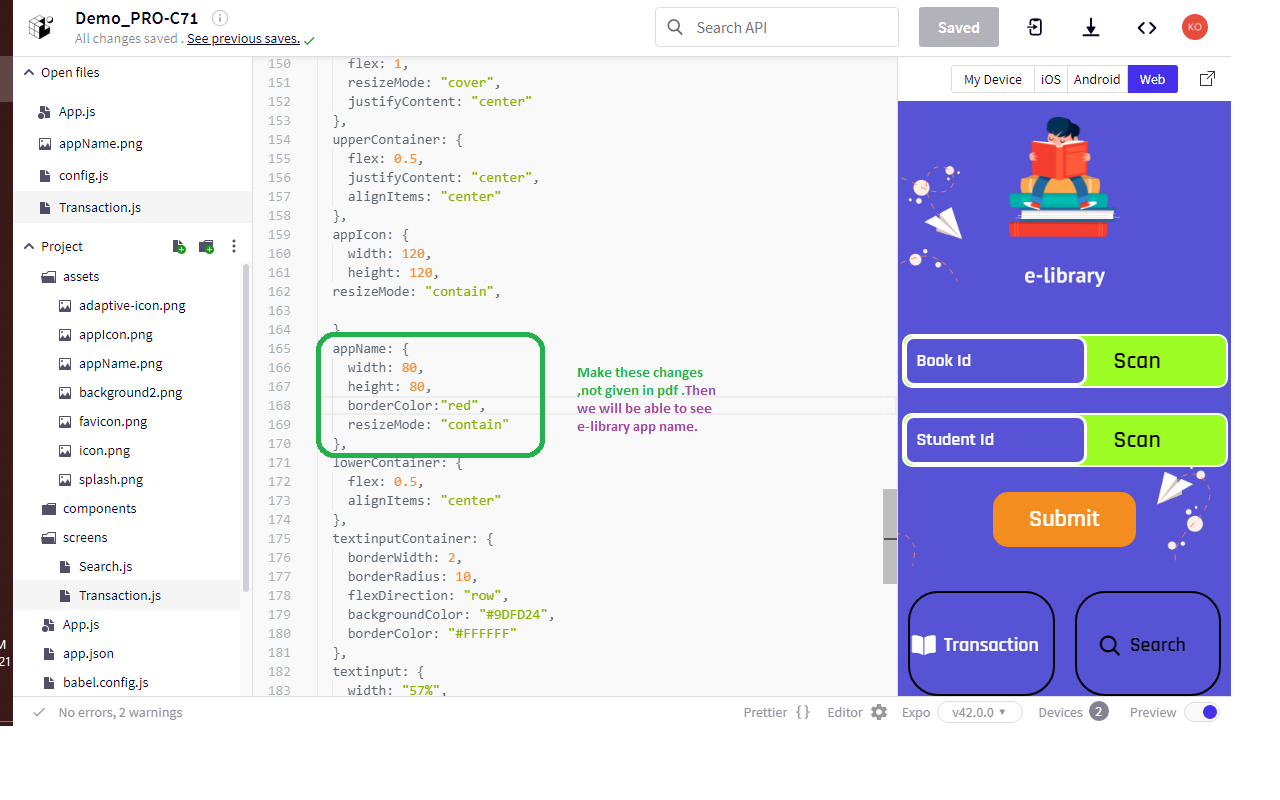 Demo_PRO-C71
All changes saved . See previous saves.
Search API
Saved
KO
Open files
App.js
appName.png
config.js
Transaction.js
Project
assets
adaptive-icon.png
appIcon.png
appName.png
background2.png
favicon.png
icon.png
splash.png
components
screens
Search.js
Transaction.js
App.js
app.json
babel.config.js
M
21
150 flex: 1,
151 resizeMode: "cover",
152 justifyContent: "center"
153 },
154 upperContainer: {
155 flex: 0.5,
156 justifyContent: "center",
157 alignItems: "center"
158 },
159 appIcon: {
160 width: 120,
161 height: 120,
162 resizeMode: "contain",
163
164 }
165 appName: {
166 width: 80,
167 height: 80,
168 borderColor:"red",
169 resizeMode: "contain"
170 },
171 lowerContainer: {
172 flex: 0.5,
173 alignItems: "center"
174 },
175 textinputContainer: {
176 borderWidth: 2,
177 borderRadius: 10,
178 flexDirection: "row",
179 backgroundColor: "#9DFD24",
180 borderColor: "#FFFFFF"
181 },
182 textinput: {
183 width: "57%",
Make these changes
,not given in pdf .Then
we will be able to see
e-library app name.
My Device iOS Android Web
e-library
Book Id Scan
Student Id Scan
Submit
Transaction Search
No errors, 2 warnings
Prettier {} Editor Expo v42.0.0 Devices 2 Preview